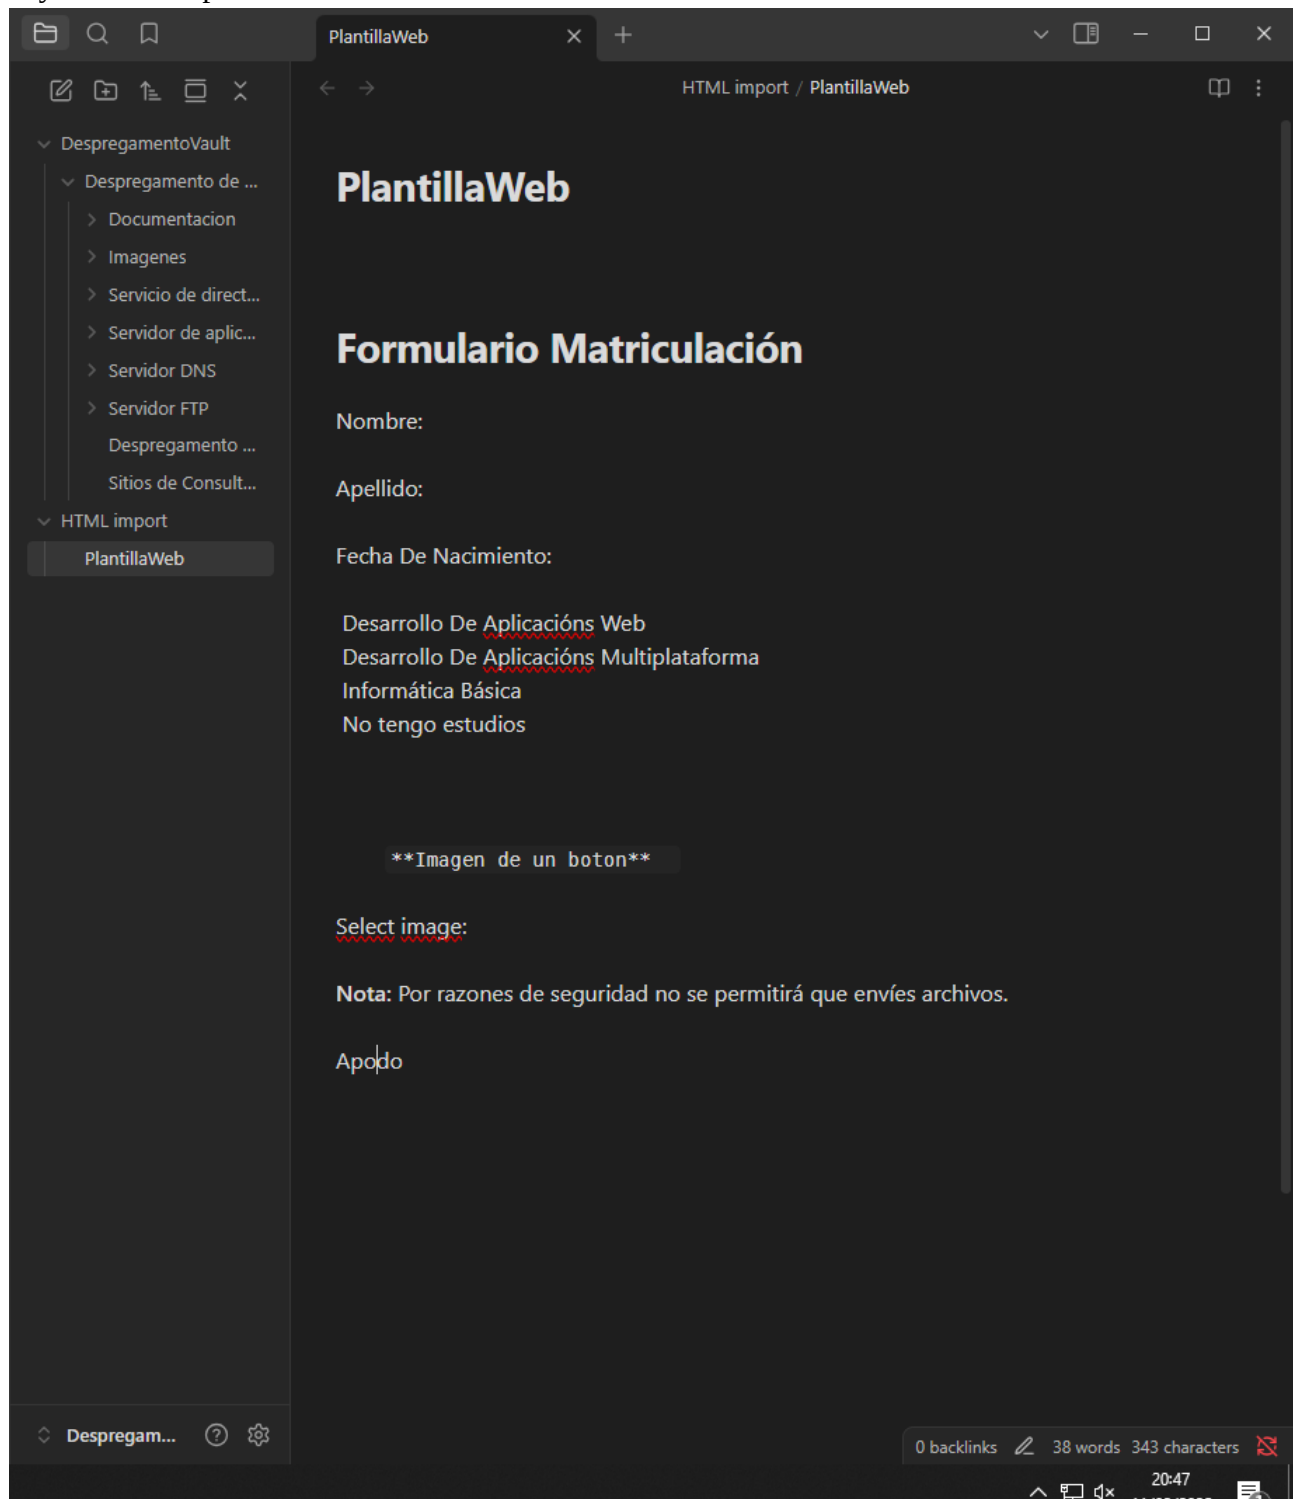 PlantillaWeb
HTML import / PlantillaWeb
DespregamentoVault
Despregamento de ...
Documentacion
Imagenes
Servicio de direct...
Servidor de aplic...
Servidor DNS
Servidor FTP
Despregamento ...
Sitios de Consult...
HTML import
PlantillaWeb
PlantillaWeb
Formulario Matriculación
Nombre:
Apellido:
Fecha De Nacimiento:
Desarrollo De Aplicacións Web
Desarrollo De Aplicacións Multiplataforma
Informática Básica
No tengo estudios
**Imagen de un boton**
Select image:
Nota: Por razones de seguridad no se permitirá que envíes archivos.
Apodo
Despregam...
0 backlinks 38 words 343 characters
20:47